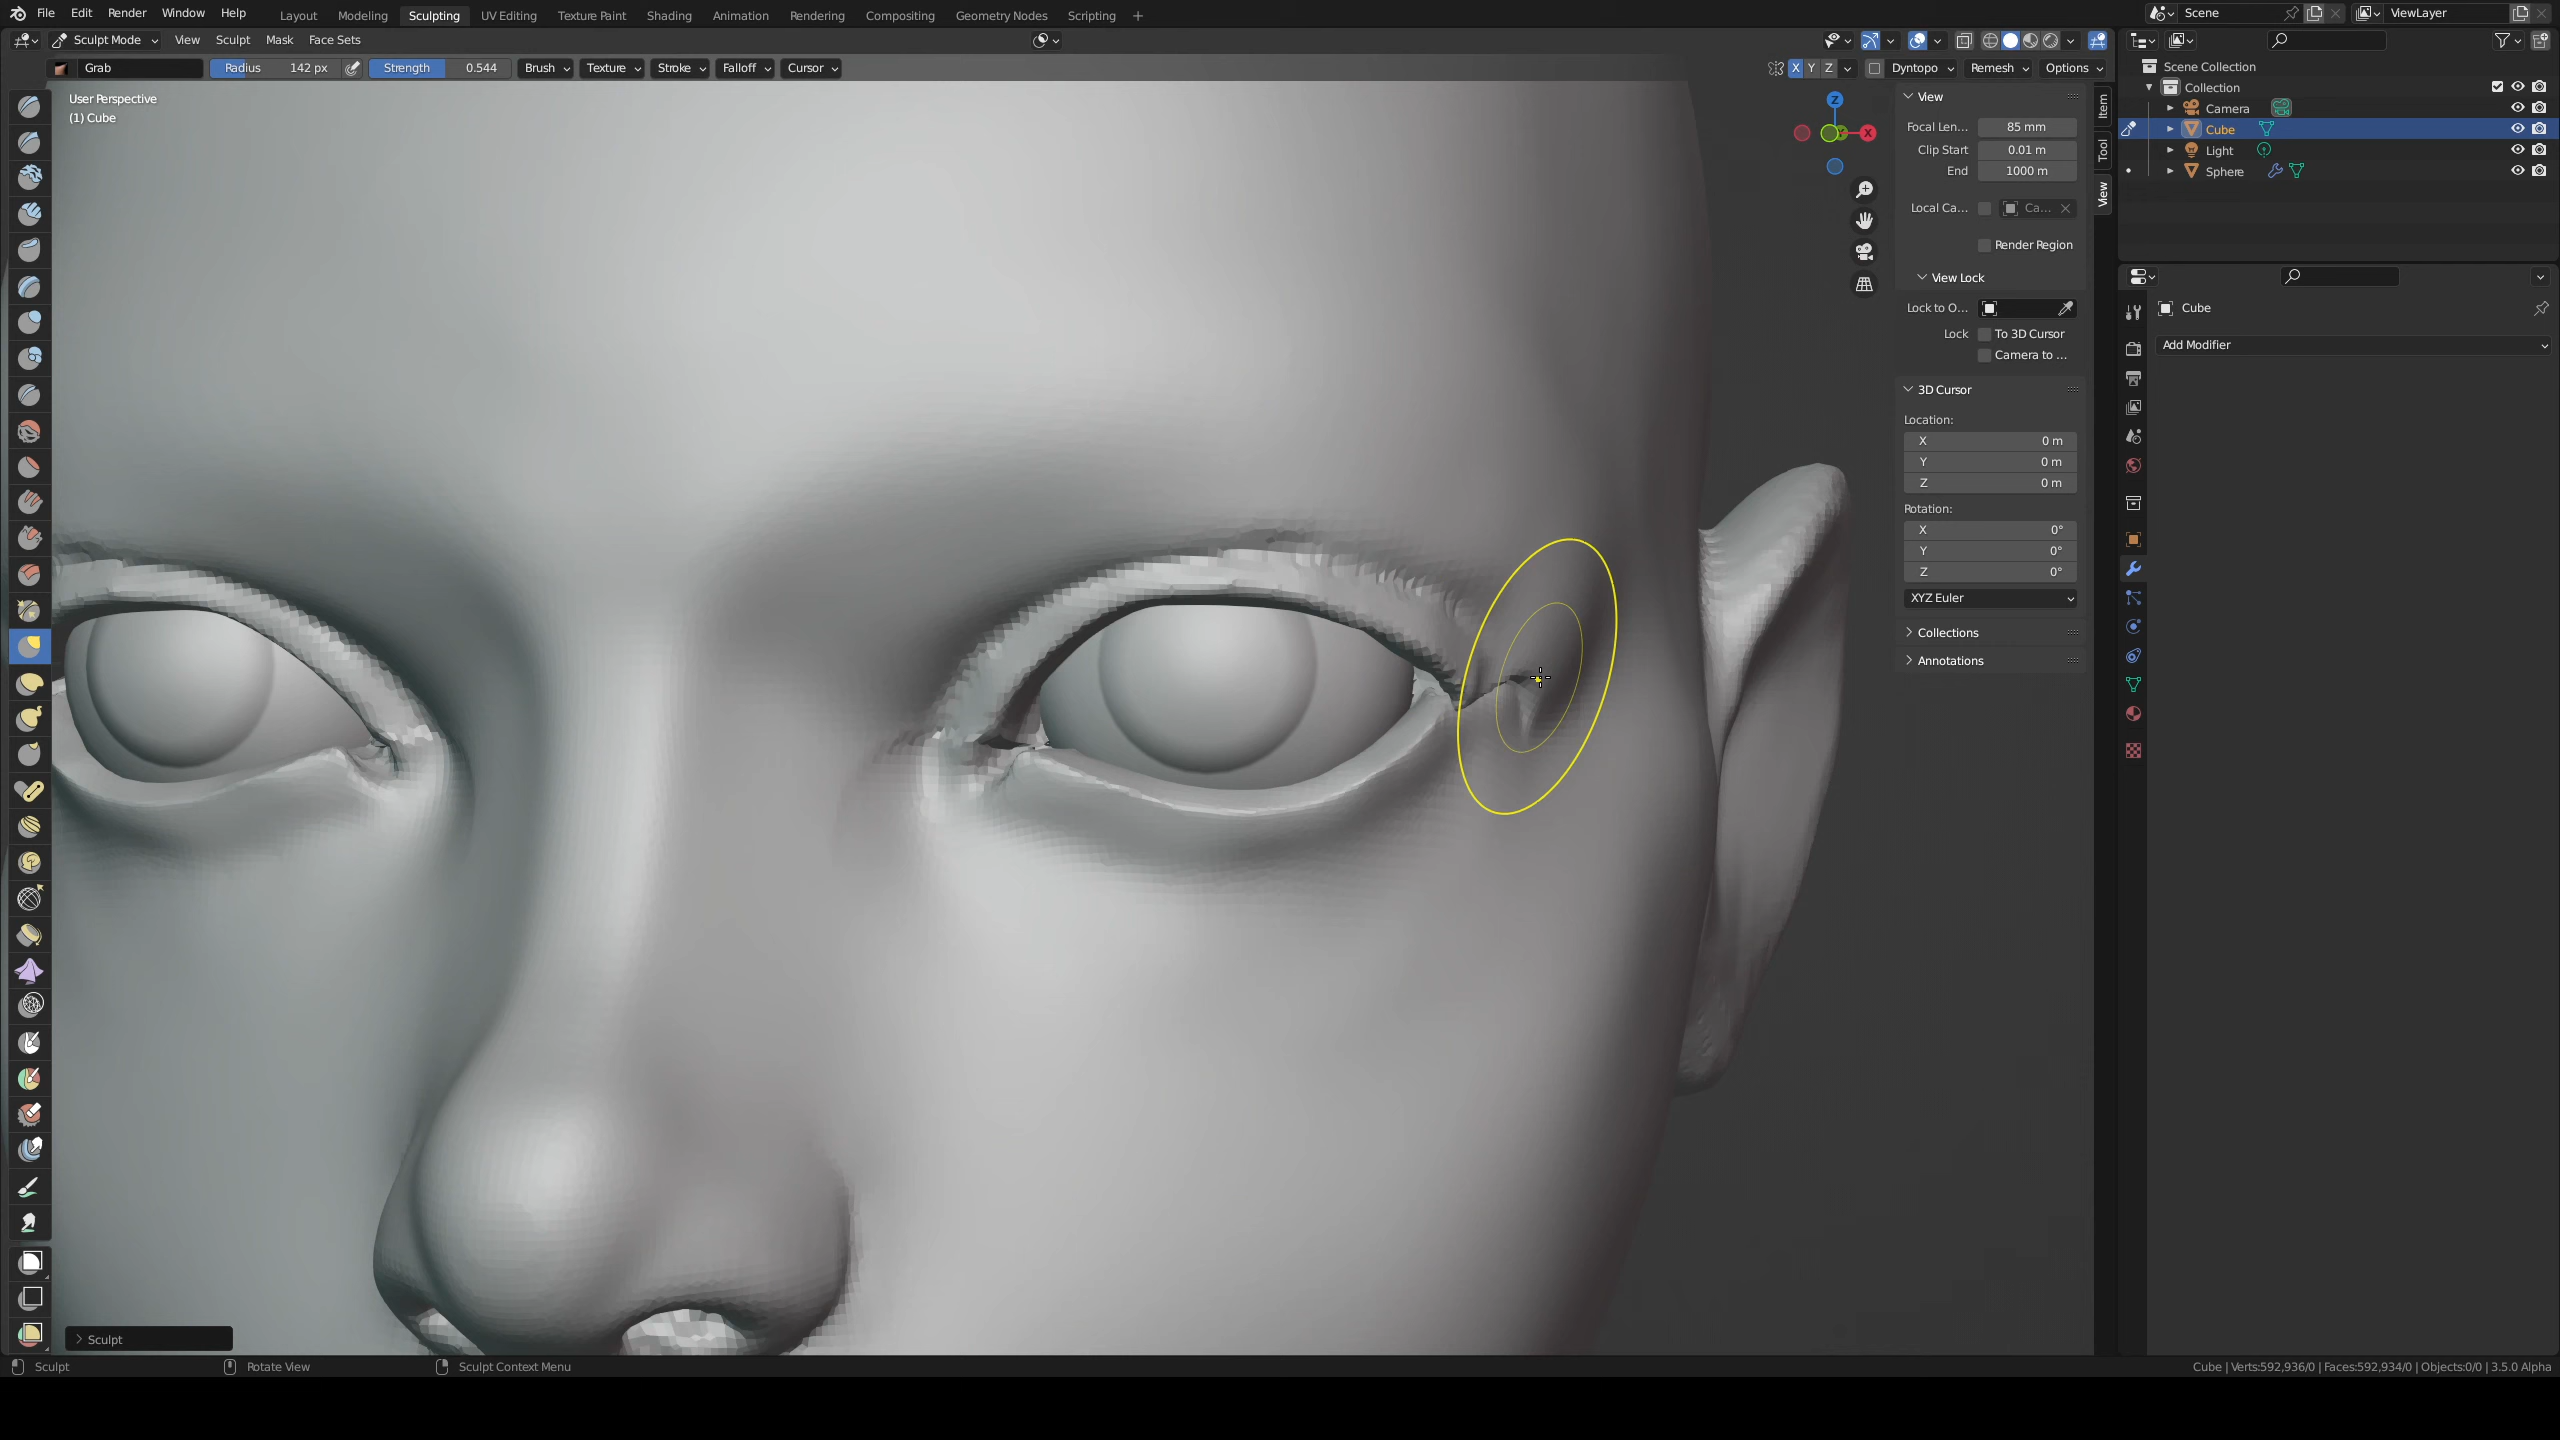 File Edit Render Window Help Layout Modeling Sculpting UV Editing Texture Paint Shading Animation Rendering Compositing Geometry Nodes Scripting + Scene ViewLayer
Sculpt Mode View Sculpt Mask Face Sets
Grab Radius 142 px Strength 0.544 Brush Texture Stroke Falloff Cursor X Y Z Dyntopo Remesh Options
User Perspective
(1) Cube
Z
X
View
Focal Len... 85 mm
Clip Start 0.01 m
End 1000 m
Local Ca... Ca...
Render Region
View Lock
Lock to O...
Lock To 3D Cursor
Camera to ...
3D Cursor
Location:
X 0 m
Y 0 m
Z 0 m
Rotation:
X 0°
Y 0°
Z 0°
XYZ Euler
Collections
Annotations
Item
Tool
View
Scene Collection
Collection
Camera
Cube
Light
Sphere
Cube
Add Modifier
Sculpt
Sculpt Rotate View Sculpt Context Menu Cube | Verts:592,936/0 | Faces:592,934/0 | Objects:0/0 | 3.5.0 Alpha